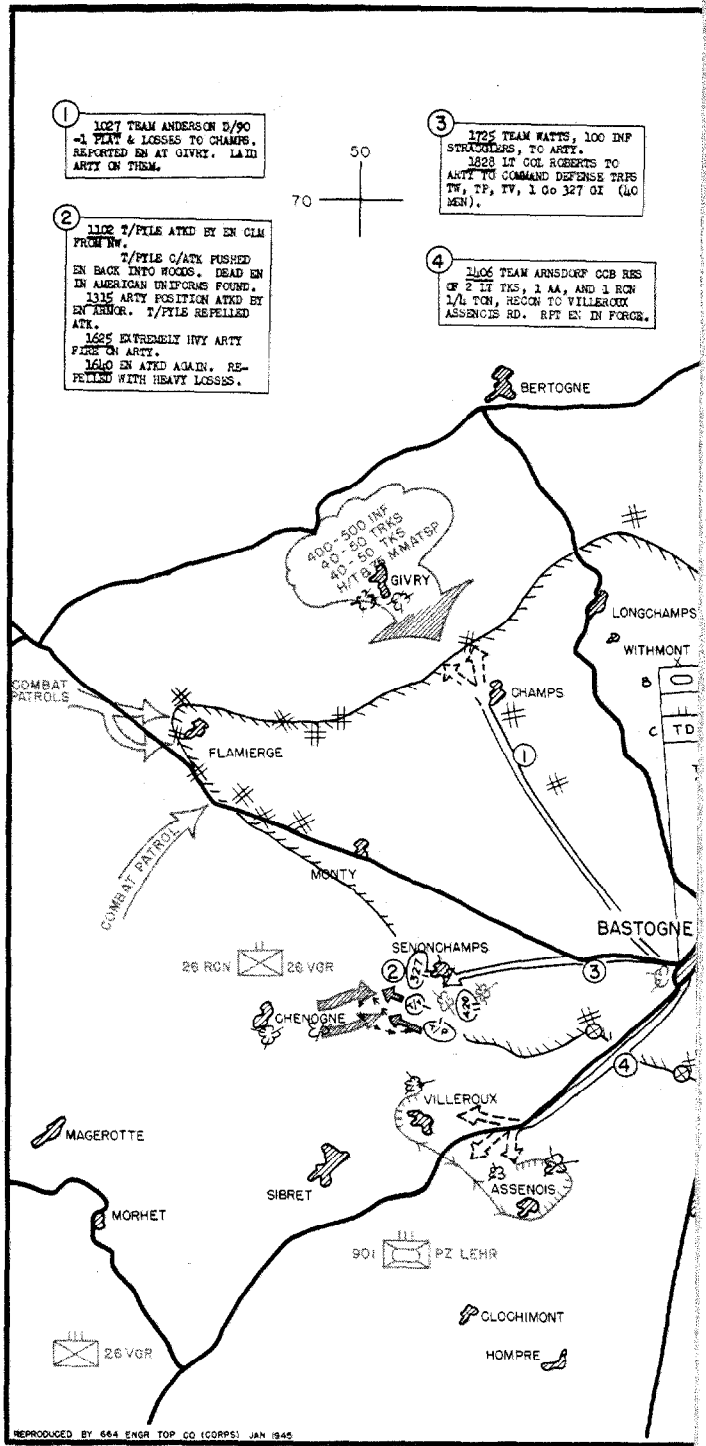 1
1027 TEAM ANDERSON D/90
-1 PLAT & LOSSES TO CHAMPS.
REPORTED EN AT GIVRY. LAID
ARTY ON THEM.
2
1102 T/PYLE ATKD BY EN CLM
FROM NW.
T/PYLE C/ATK PUSHED
EN BACK INTO WOODS. DEAD EN
IN AMERICAN UNIFORMS FOUND.
1315 ARTY POSITION ATKD BY
EN ARMOR. T/PYLE REPELLED
ATK.
1625 EXTREMELY HVY ARTY
FIRE ON ARTY.
1640 EN ATKD AGAIN. RE-
PELLED WITH HEAVY LOSSES.
50
70
3
1725 TEAM WATTS, 100 INF
STRAGGLERS, TO ARTY.
1828 LT COL ROBERTS TO
ARTY TO COMMAND DEFENSE TRPS
TW, TP, TV, 1 Co 327 GI (40
MEN).
4
1406 TEAM ARNSDORF CCB RES
OF 2 LT TKS, 1 AA, AND 1 RCN
1/4 TON, RECON TO VILLEROUX
ASSENOIS RD. RPT EN IN FORCE.
BERTOGNE
400-500 INF
40-50 TRKS
40-50 TKS
H/T & 75 MMATSP
GIVRY
LONGCHAMPS
WITHMONT
B
C TD
T
COMBAT
PATROLS
CHAMPS
1
FLAMIERGE
COMBAT PATROL
MONTY
BASTOGNE
SENONCHAMPS
26 RCN 26 VGR
2
327
3
420
T/P
CHENOGNE
4
VILLEROUX
MAGEROTTE
SIBRET
ASSENOIS
MORHET
901 PZ LEHR
CLOCHIMONT
26 VGR
HOMPRE
REPRODUCED BY 664 ENGR TOP CO (CORPS) JAN 1945